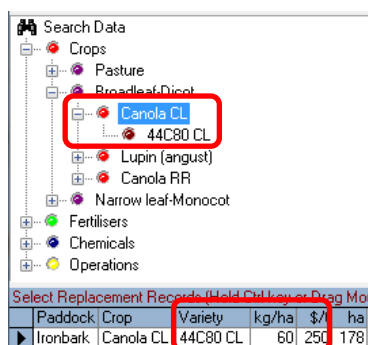 Search Data
Crops
Pasture
Broadleaf-Dicot
Canola CL
44C80 CL
Lupin (angust)
Canola RR
Narrow leaf-Monocot
Fertilisers
Chemicals
Operations
Select Replacement Records (Hold Ctrl key or Drag Mo
Paddock Crop Variety kg/ha $/t ha
Ironbark Canola CL 44C80 CL 60 250 178